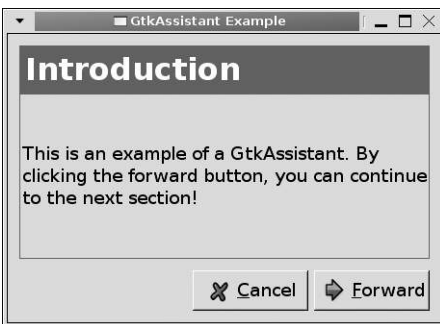 GtkAssistant Example
Introduction
This is an example of a GtkAssistant. By
clicking the forward button, you can continue
to the next section!
Cancel
Forward